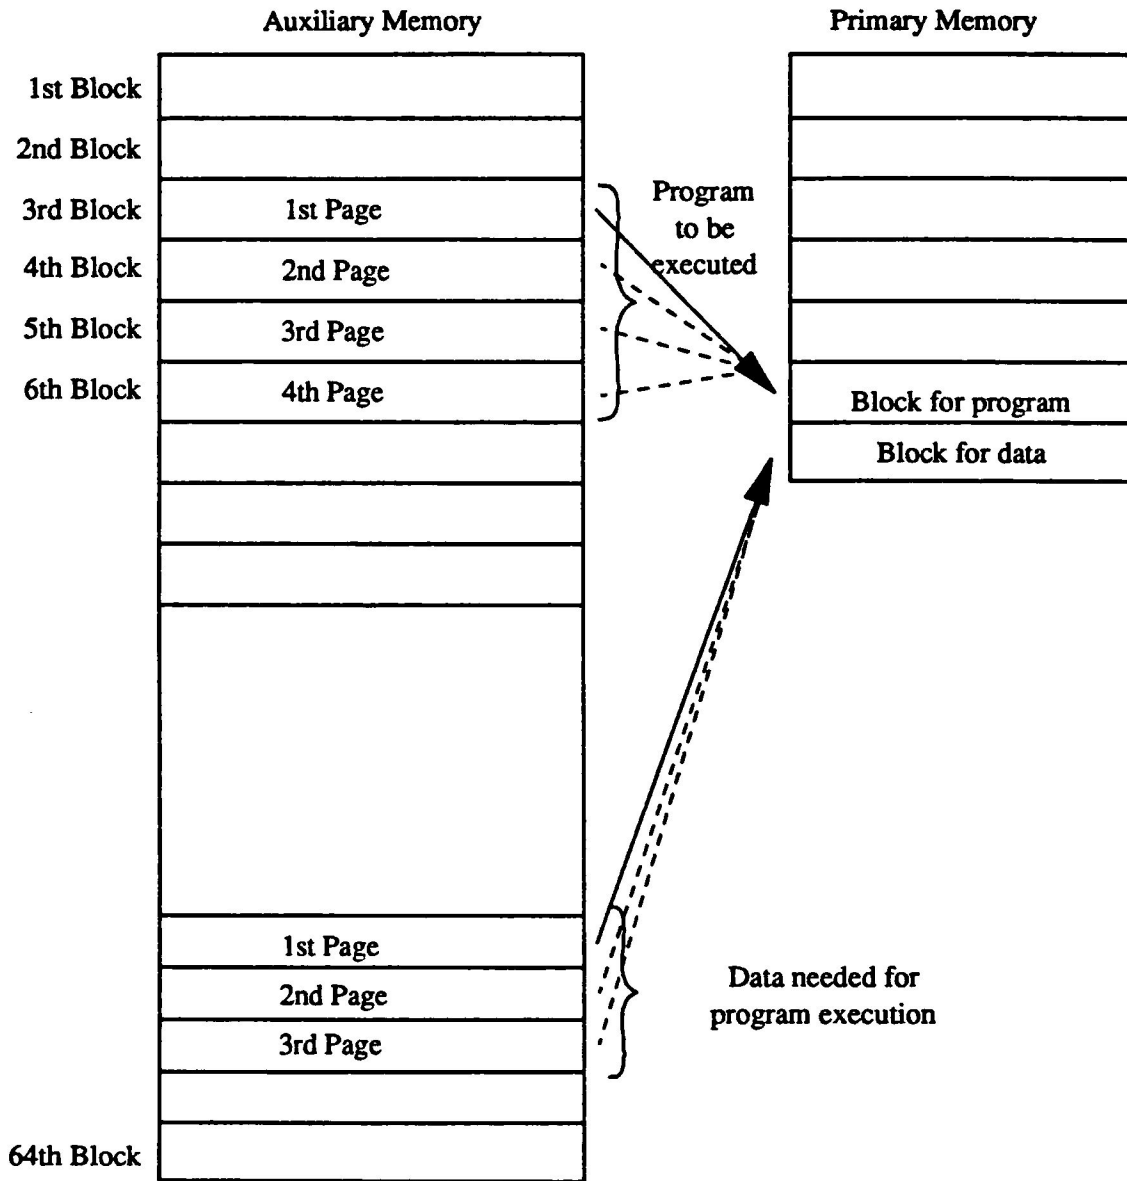 Auxiliary Memory
Primary Memory
1st Block
2nd Block
3rd Block
1st Page
4th Block
2nd Page
5th Block
3rd Page
6th Block
4th Page
Program
to be
executed
Block for program
Block for data
1st Page
2nd Page
3rd Page
Data needed for
program execution
64th Block